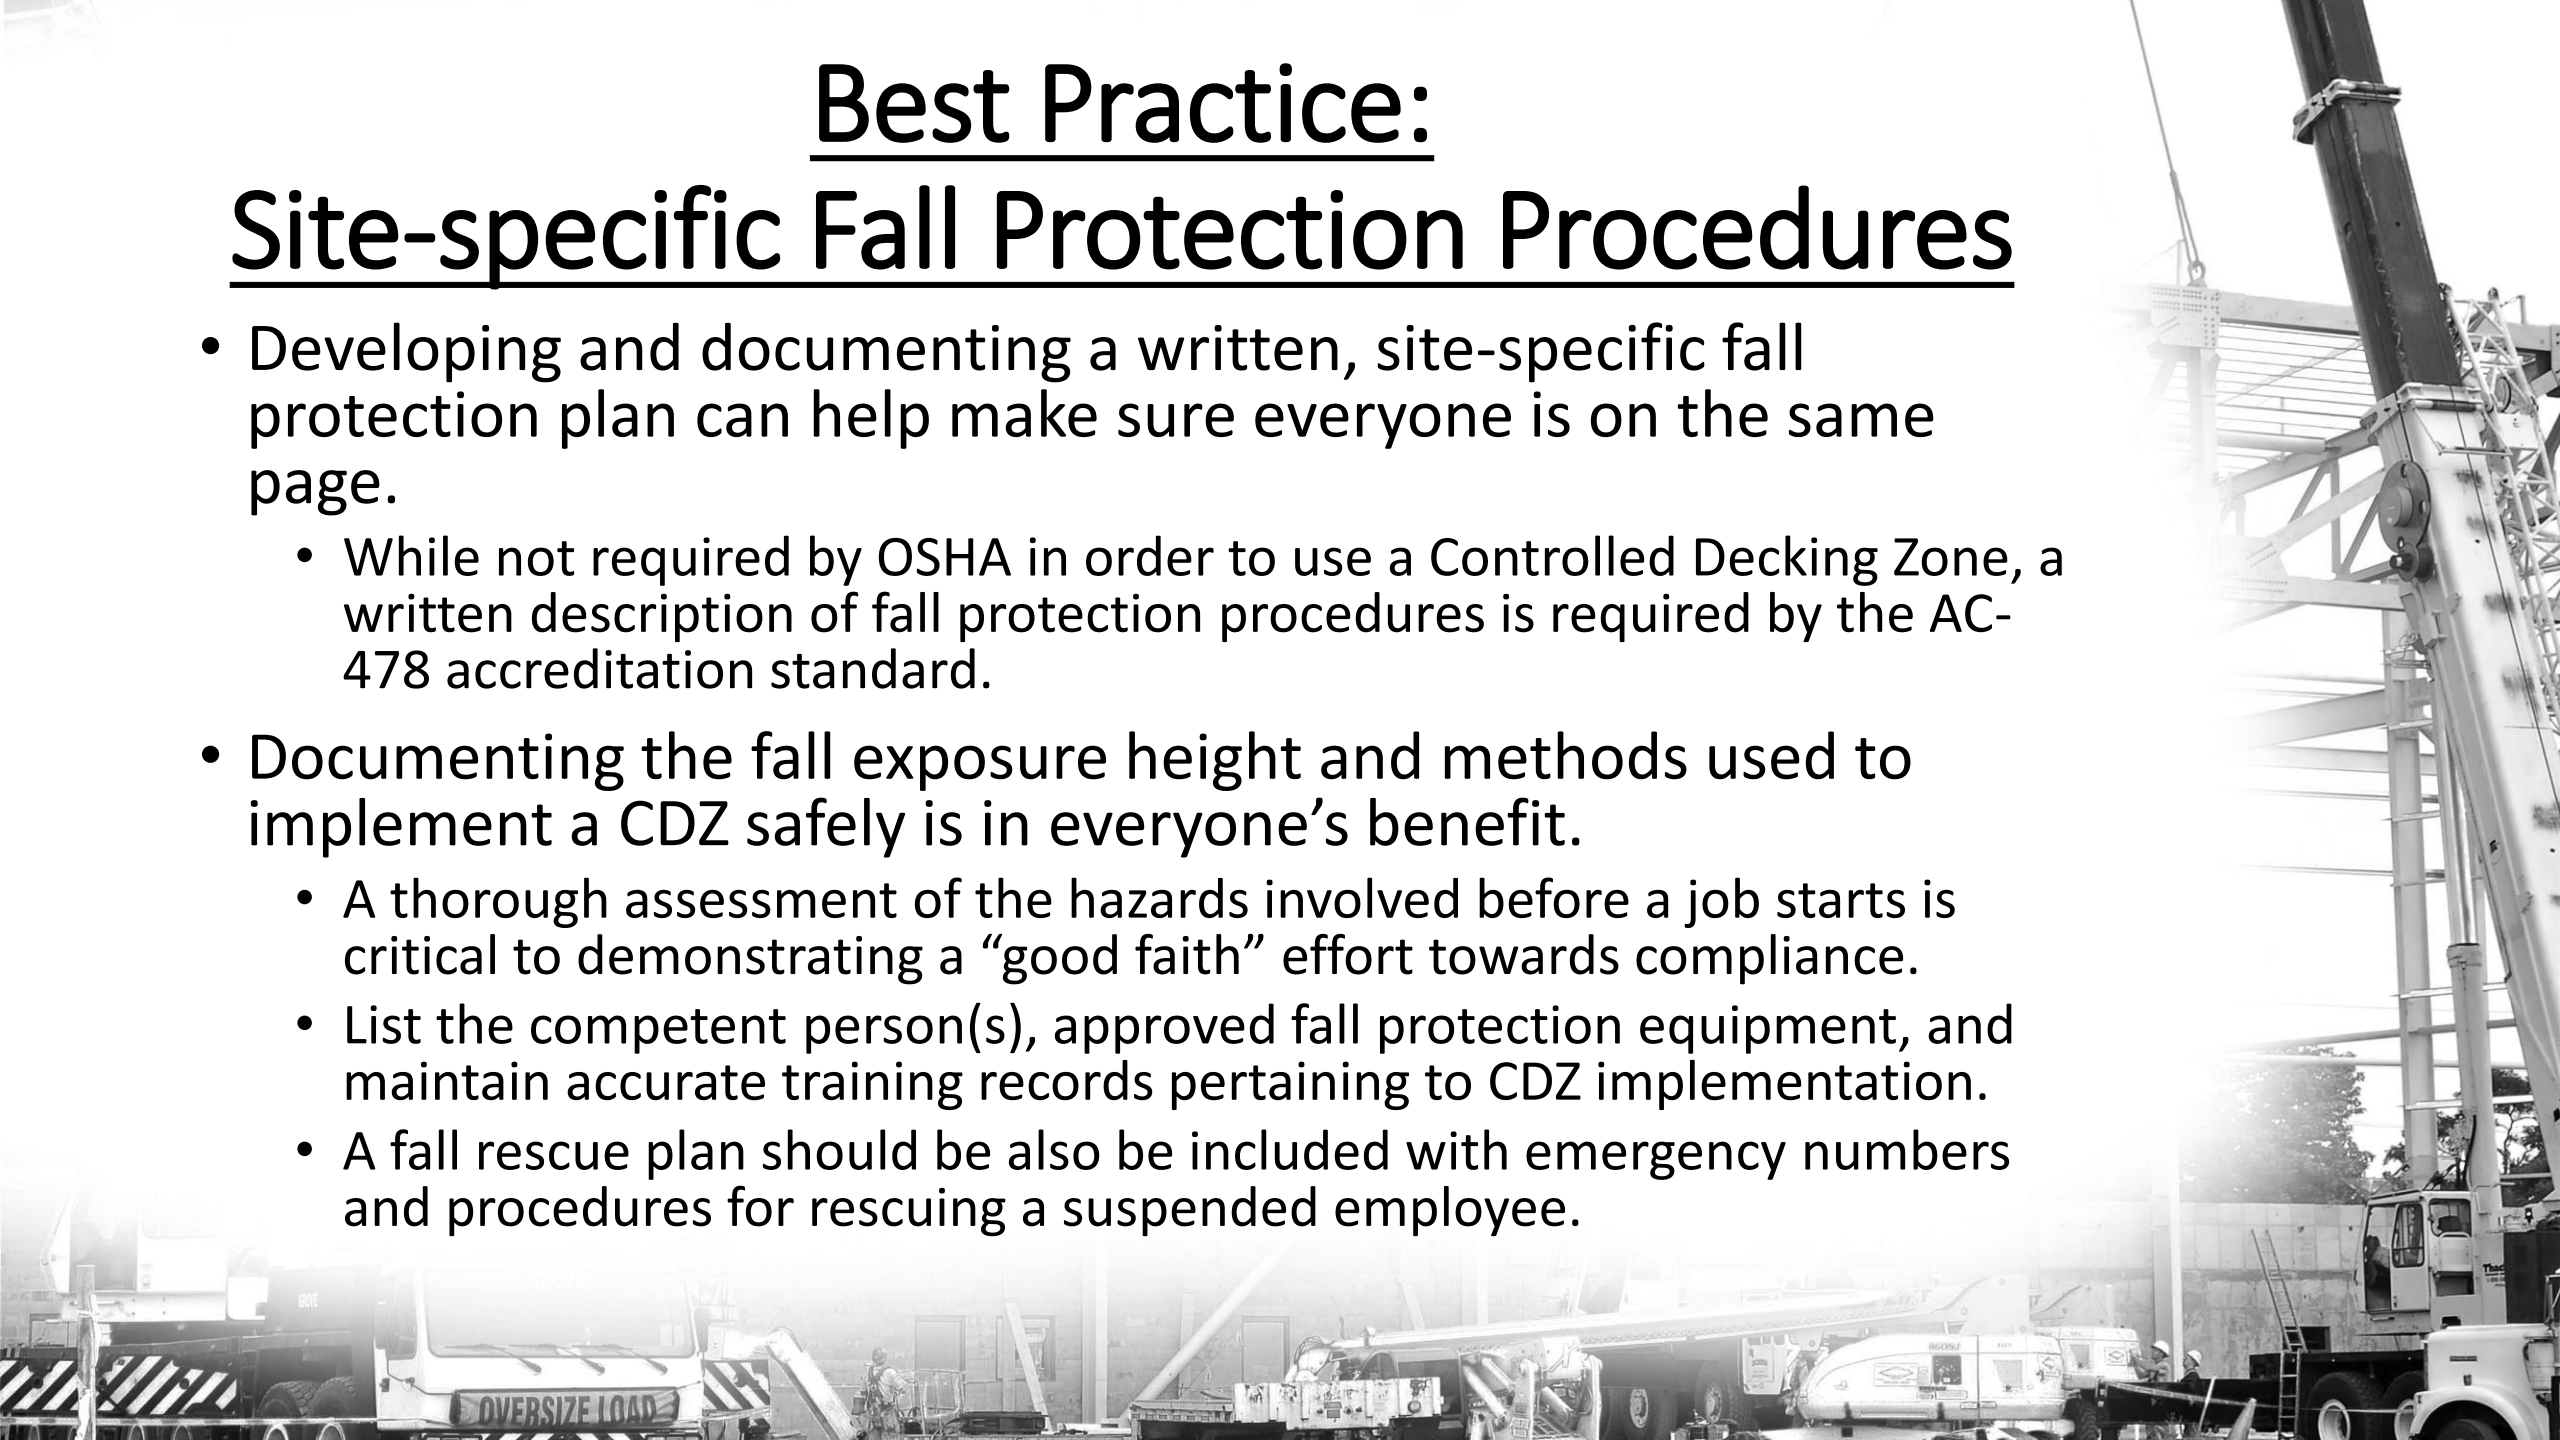 Best Practice:
Site-specific Fall Protection Procedures
• Developing and documenting a written, site-specific fall
protection plan can help make sure everyone is on the same
page.
• While not required by OSHA in order to use a Controlled Decking Zone, a
written description of fall protection procedures is required by the AC-
478 accreditation standard.
• Documenting the fall exposure height and methods used to
implement a CDZ safely is in everyone’s benefit.
• A thorough assessment of the hazards involved before a job starts is
critical to demonstrating a “good faith” effort towards compliance.
• List the competent person(s), approved fall protection equipment, and
maintain accurate training records pertaining to CDZ implementation.
• A fall rescue plan should be also be included with emergency numbers
and procedures for rescuing a suspended employee.
GROVE
OVERSIZE LOAD